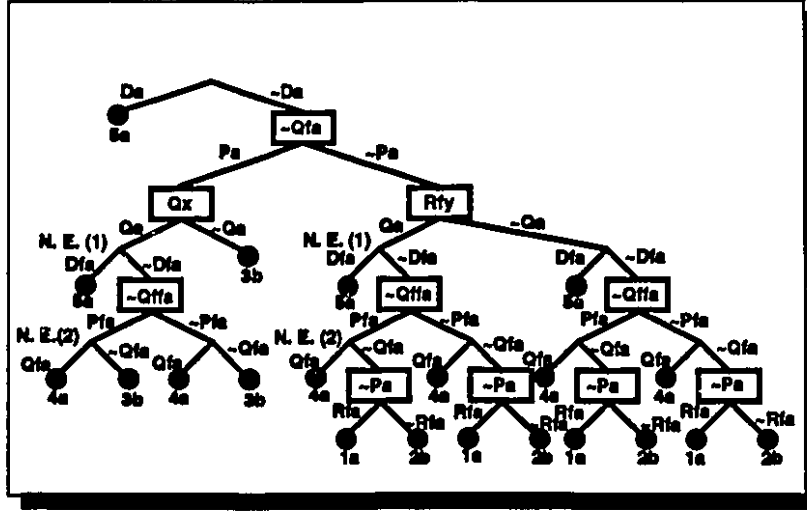 Da ~Da
5a ~Qfa
Pa ~Pa
Qx Rfy
Qa ~Qa Qa ~Qa
N. E. (1) N. E. (1)
Dfa ~Dfa 3b Dfa ~Dfa Dfa ~Dfa
5a ~Qffa 5a ~Qffa 5a ~Qffa
Pfa ~Pfa Pfa ~Pfa Pfa ~Pfa
N. E.(2) N. E. (2)
Qfa ~Qfa Qfa ~Qfa Qfa ~Qfa Qfa ~Qfa Qfa ~Qfa Qfa ~Qfa
4a 3b 4a 3b 4a ~Pa 4a ~Pa 4a ~Pa 4a ~Pa
Rfa ~Rfa Rfa ~Rfa Rfa ~Rfa Rfa ~Rfa
1a 2b 1a 2b 1a 2b 1a 2b